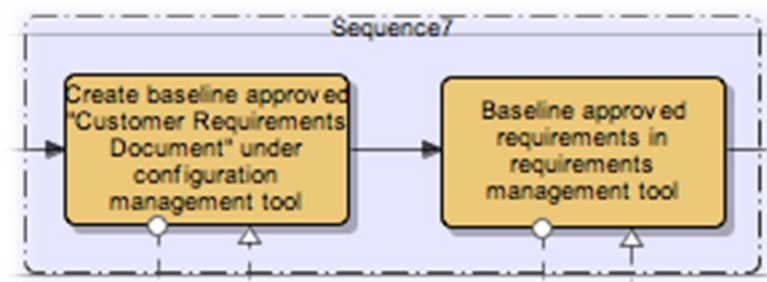 Sequence7
Create baseline approved
"Customer Requirements
Document" under
configuration
management tool
Baseline approved
requirements in
requirements
management tool